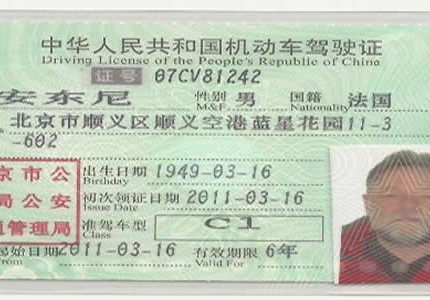 中华人民共和国机动车驾驶证
Driving License of the People's Republic of China
证号 07CV81242
安东尼 性别 男 国籍 法国
M&F. Nationality
北京市顺义区顺义空港蓝星花园11-3
-602
京市公
局公安
管理局
出生日期 1949-03-16
Birthday
初次领证日期 2011-03-16
Issue Date
准驾车型 C1
Class
起始日期 2011-03-16 有效期限 6年
From Valid For